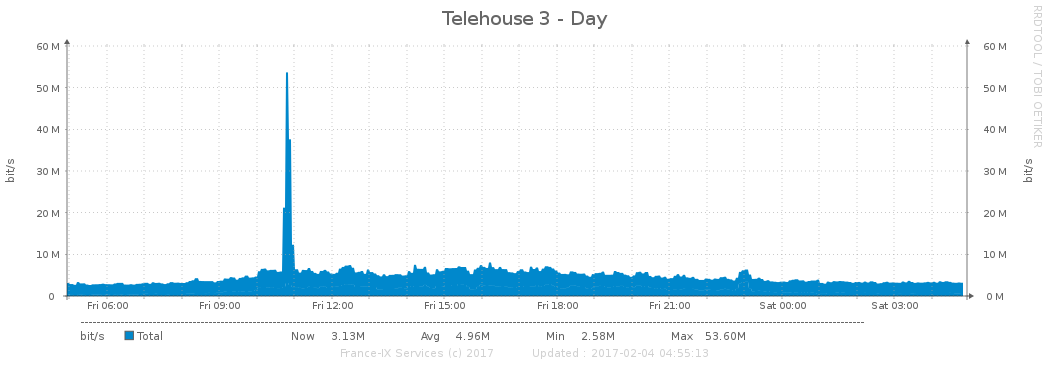 Telehouse 3 - Day
RRDTOOL / TOBI OETIKER
60 M 60 M
50 M 50 M
40 M 40 M
30 M 30 M
20 M 20 M
10 M 10 M
0 0 M
bit/s bit/s
Fri 06:00 Fri 09:00 Fri 12:00 Fri 15:00 Fri 18:00 Fri 21:00 Sat 00:00 Sat 03:00
bit/s Total Now 3.13M Avg 4.96M Min 2.58M Max 53.60M
France-IX Services (c) 2017 Updated : 2017-02-04 04:55:13